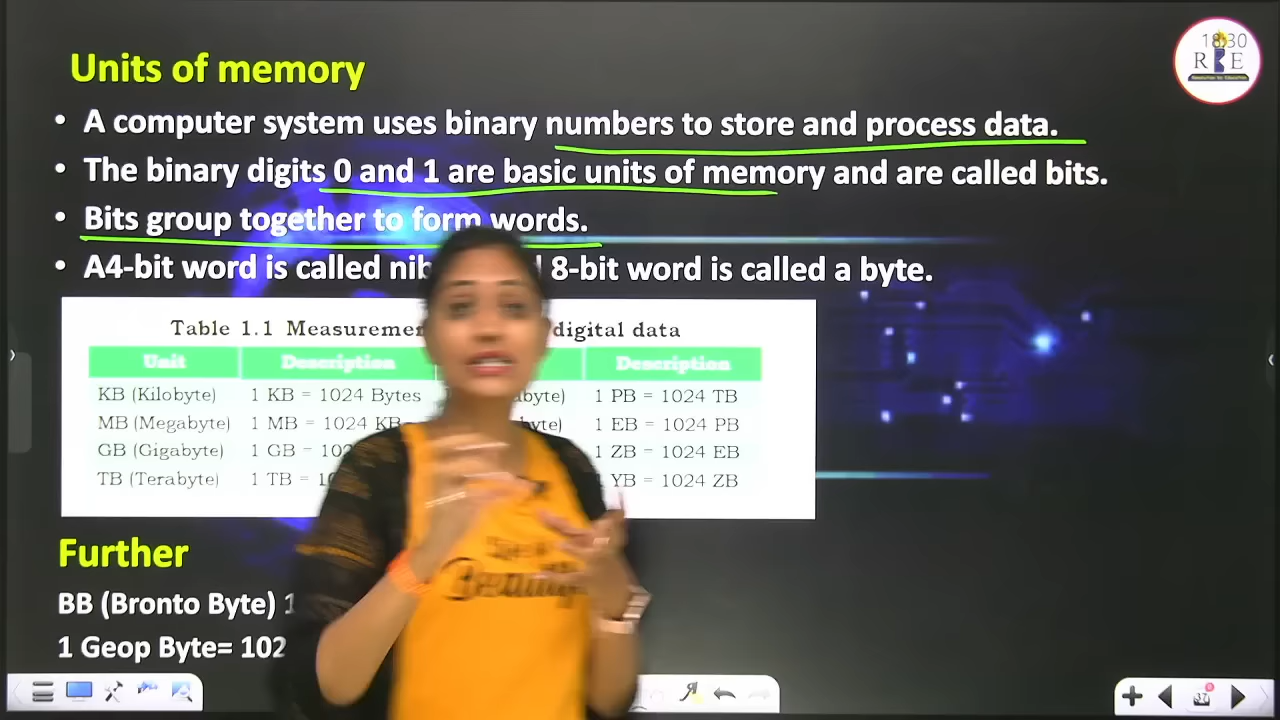 Units of memory
18:30
R E
• A computer system uses binary numbers to store and process data.
• The binary digits 0 and 1 are basic units of memory and are called bits.
• Bits group together to form words.
• A4-bit word is called 8-bit word is called a byte.
Table 1.1 digital data
Unit Description Description
KB (Kilobyte) 1 KB = 1024 Bytes 1 PB = 1024 TB
MB (Megabyte) 1 MB = 1024 KB 1 EB = 1024 PB
GB (Gigabyte) 1 GB = 1 ZB = 1024 EB
TB (Terabyte) 1 TB = YB = 1024 ZB
Further
BB (Bronto Byte)
1 Geop Byte=
37